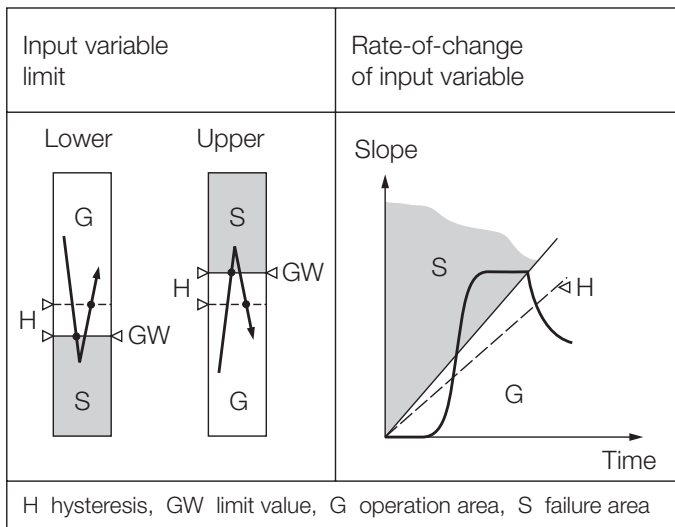 Input variable
limit
Rate-of-change
of input variable
Lower
Upper
G
S
H
GW
S
H
GW
G
Slope
S
H
G
Time
H hysteresis, GW limit value, G operation area, S failure area